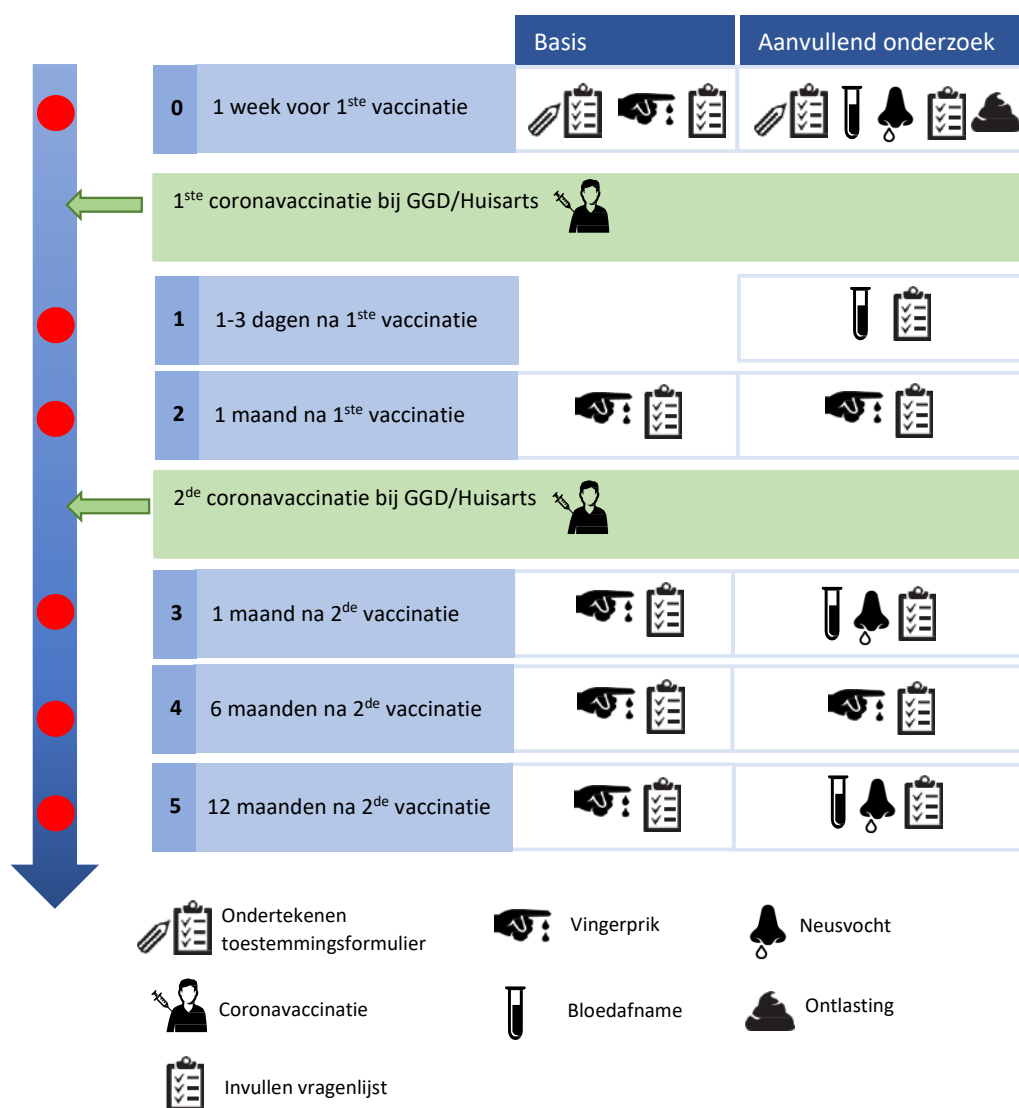 Basis Aanvullend onderzoek
0 1 week voor 1ste vaccinatie
1ste coronavaccinatie bij GGD/Huisarts
1 1-3 dagen na 1ste vaccinatie
2 1 maand na 1ste vaccinatie
2de coronavaccinatie bij GGD/Huisarts
3 1 maand na 2de vaccinatie
4 6 maanden na 2de vaccinatie
5 12 maanden na 2de vaccinatie
Ondertekenen
toestemmingsformulier
Vingerprik
Neusvocht
Coronavaccinatie
Bloedafname
Ontlasting
Invullen vragenlijst